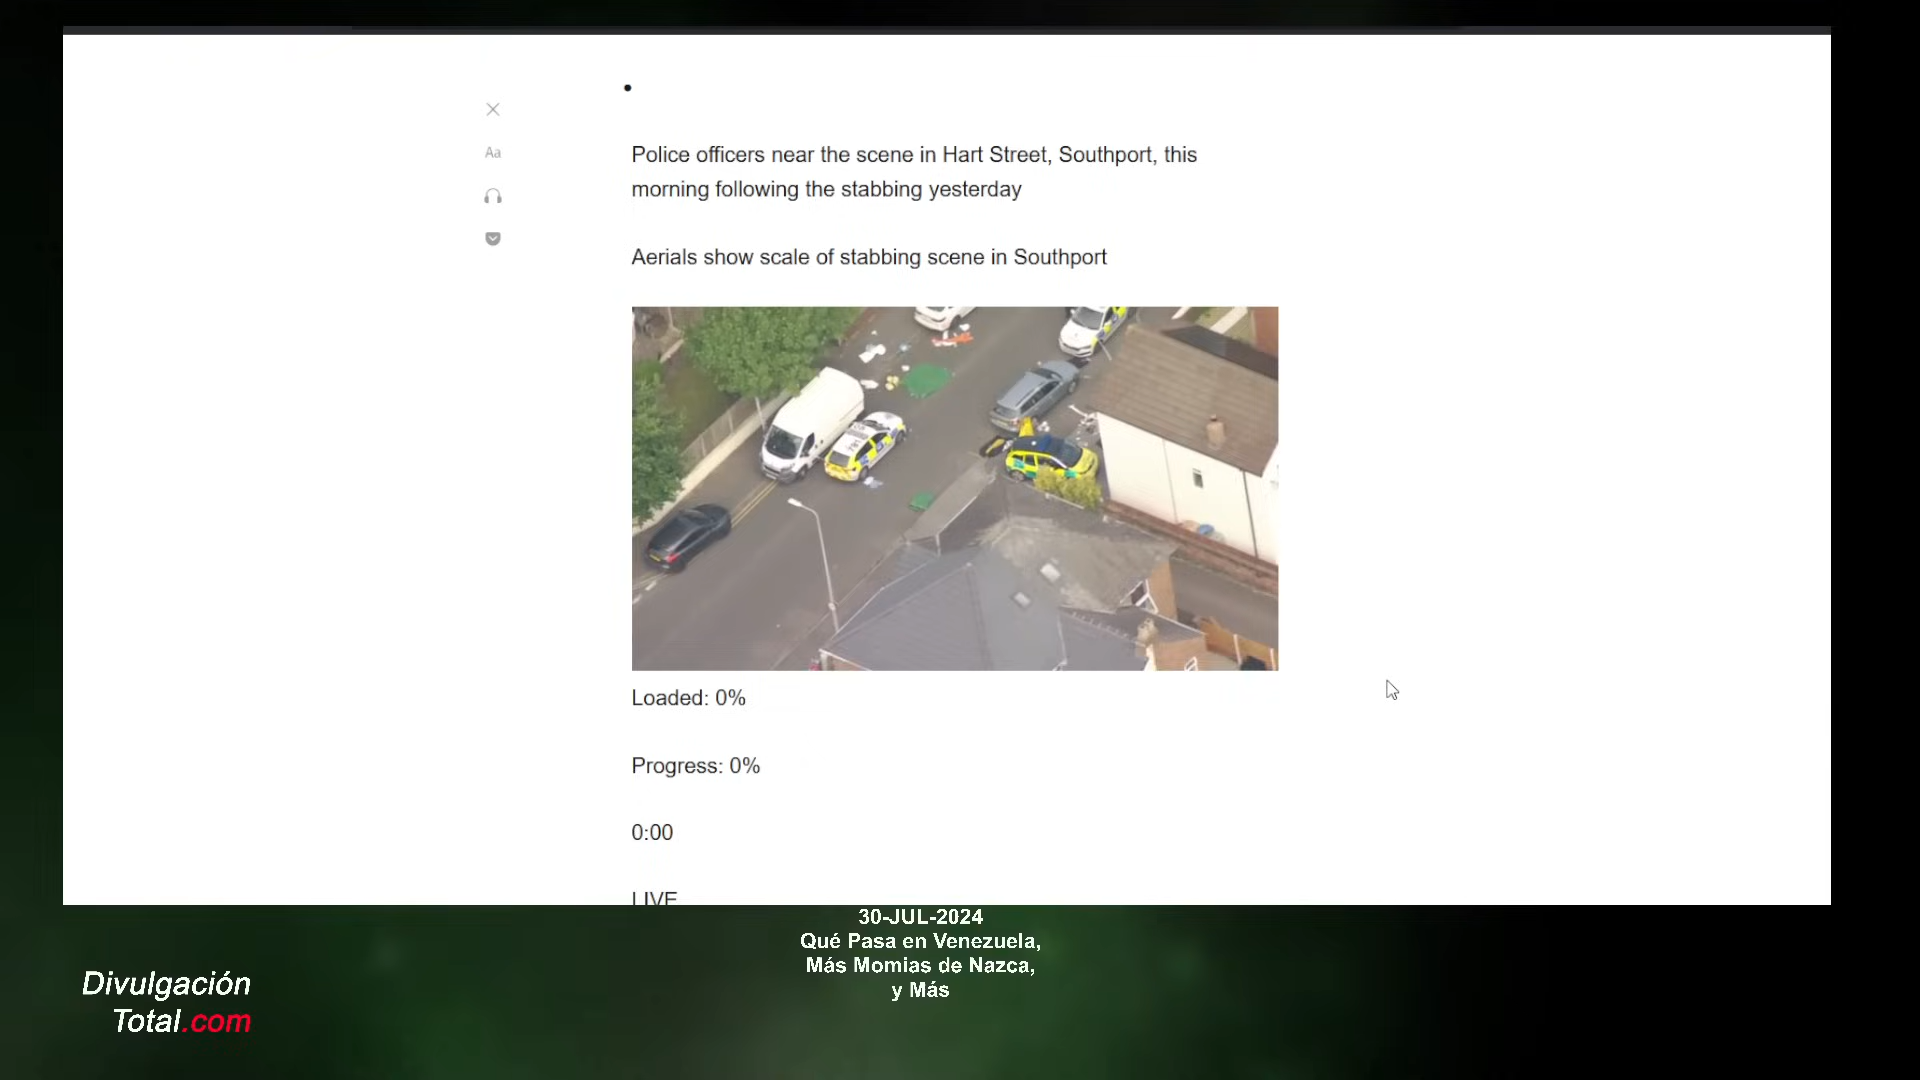 Aa
Police officers near the scene in Hart Street, Southport, this
morning following the stabbing yesterday
Aerials show scale of stabbing scene in Southport
Loaded: 0%
Progress: 0%
0:00
LIVE
30-JUL-2024
Qué Pasa en Venezuela,
Más Momias de Nazca,
y Más
Divulgación
Total.com